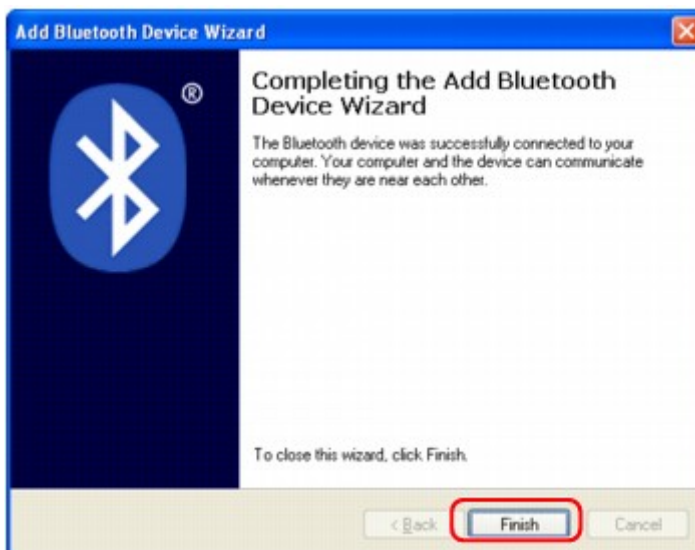 Add Bluetooth Device Wizard
®
Completing the Add Bluetooth
Device Wizard
The Bluetooth device was successfully connected to your
computer. Your computer and the device can communicate
whenever they are near each other.
To close this wizard, click Finish.
< Back Finish Cancel